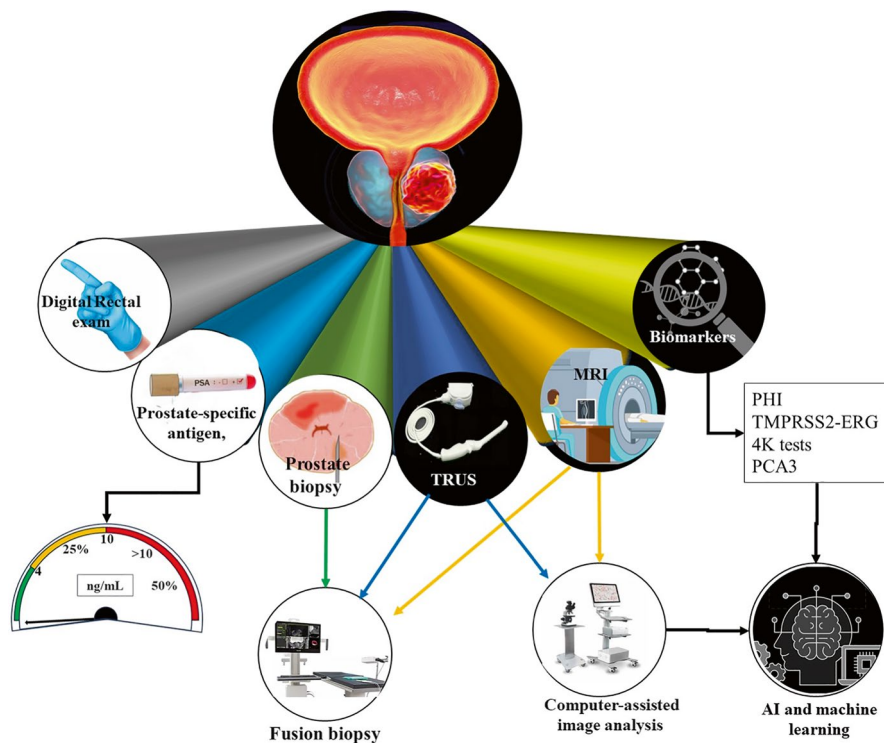 Digital Rectal
exam
PSA
Prostate-specific
antigen,
Prostate
biopsy
TRUS
MRI
Biomarkers
PHI
TMPRSS2-ERG
4K tests
PCA3
4
25%
10
>10
50%
ng/mL
Fusion biopsy
Computer-assisted
image analysis
AI and machine
learning